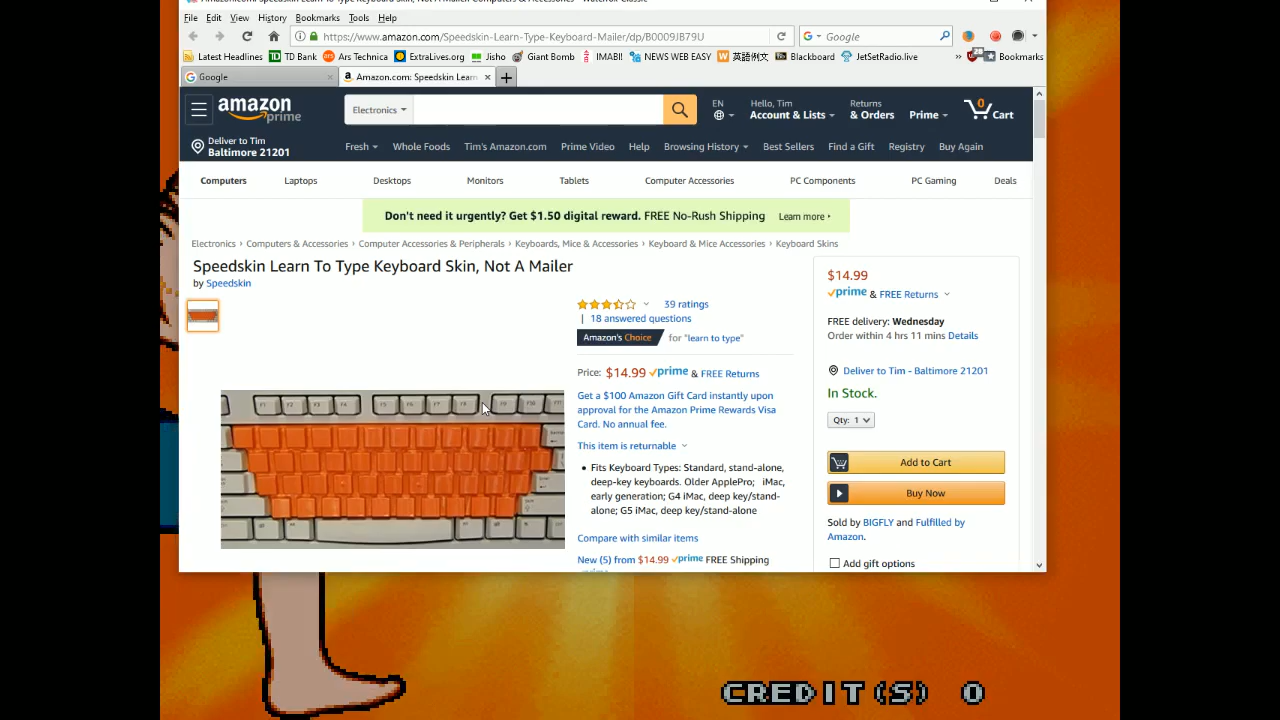 File Edit View History Bookmarks Tools Help
https://www.amazon.com/Speedskin-Learn-Type-Keyboard-Mailer/dp/B0009JB79U
Google
Latest Headlines TD Bank Ars Technica ExtraLives.org Jisho Giant Bomb IMABI! NEWS WEB EASY 英語例文 Blackboard JetSetRadio.live » Bookmarks
Google
Amazon.com: Speedskin Learn
amazon prime
Electronics
EN
Hello, Tim
Account & Lists
Returns
& Orders
Prime
0
Cart
Deliver to Tim
Baltimore 21201
Fresh Whole Foods Tim's Amazon.com Prime Video Help Browsing History Best Sellers Find a Gift Registry Buy Again
Computers Laptops Desktops Monitors Tablets Computer Accessories PC Components PC Gaming Deals
Don't need it urgently? Get $1.50 digital reward. FREE No-Rush Shipping Learn more ›
Electronics › Computers & Accessories › Computer Accessories & Peripherals › Keyboards, Mice & Accessories › Keyboard & Mice Accessories › Keyboard Skins
Speedskin Learn To Type Keyboard Skin, Not A Mailer
by Speedskin
39 ratings
| 18 answered questions
Amazon's Choice for "learn to type"
Price: $14.99 prime & FREE Returns
Get a $100 Amazon Gift Card instantly upon
approval for the Amazon Prime Rewards Visa
Card. No annual fee.
This item is returnable
• Fits Keyboard Types: Standard, stand-alone,
deep-key keyboards. Older ApplePro; iMac,
early generation; G4 iMac, deep key/stand-
alone; G5 iMac, deep key/stand-alone
Compare with similar items
New (5) from $14.99 prime FREE Shipping
$14.99
prime & FREE Returns
FREE delivery: Wednesday
Order within 4 hrs 11 mins Details
Deliver to Tim - Baltimore 21201
In Stock.
Qty: 1
Add to Cart
Buy Now
Sold by BIGFLY and Fulfilled by
Amazon.
Add gift options
CREDIT(S) 0